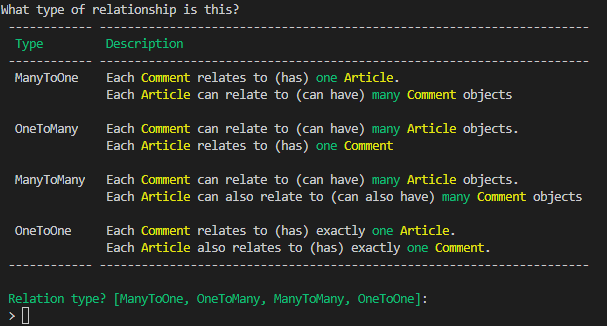 What type of relationship is this?
------------ ----------------------------------------------------------------------
Type         Description
------------ ----------------------------------------------------------------------
ManyToOne    Each Comment relates to (has) one Article.
Each Article can relate to (can have) many Comment objects
OneToMany    Each Comment can relate to (can have) many Article objects.
Each Article relates to (has) one Comment
ManyToMany   Each Comment can relate to (can have) many Article objects.
Each Article can also relate to (can also have) many Comment objects
OneToOne     Each Comment relates to (has) exactly one Article.
Each Article also relates to (has) exactly one Comment.
------------ ----------------------------------------------------------------------
Relation type? [ManyToOne, OneToMany, ManyToMany, OneToOne]:
>